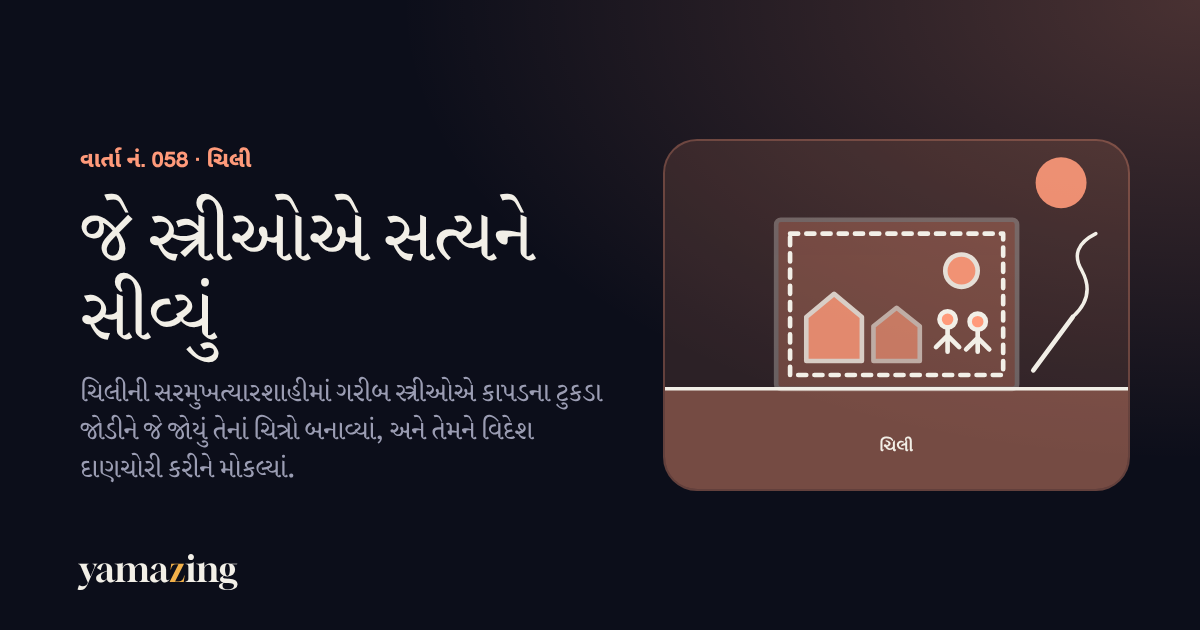 વાર્તા નં. 058 · ચિલી
જે સ્ત્રીઓએ સત્યને
સીવ્યું
ચિલીની સરમુખત્યારશાહીમાં ગરીબ સ્ત્રીઓએ કાપડના ટુકડા
જોડીને જે જોયું તેનાં ચિત્રો બનાવ્યાં, અને તેમને વિદેશ
દાણચોરી કરીને મોકલ્યાં.
ચિલી
yamazing